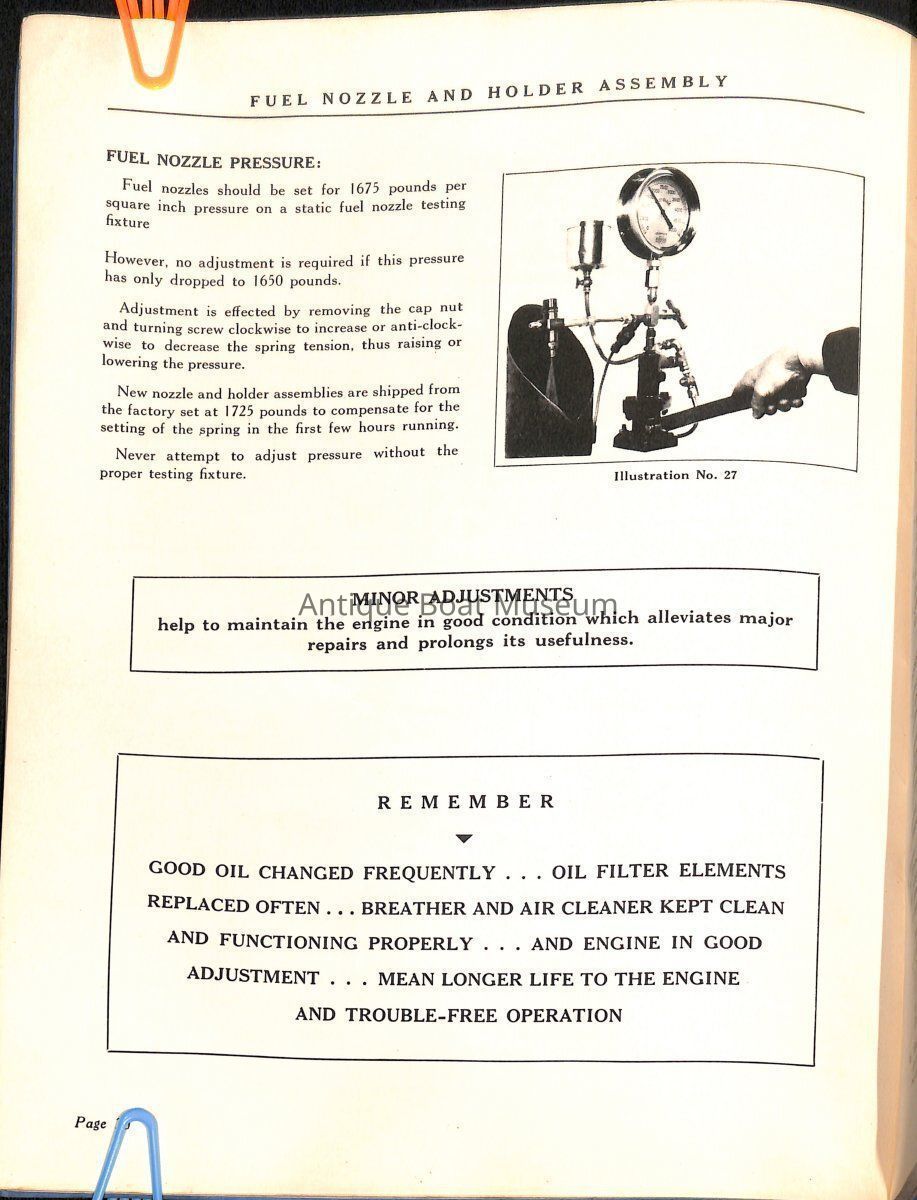 FUEL NOZZLE AND HOLDER ASSEMBLY
FUEL NOZZLE PRESSURE:
Fuel nozzles should be set for 1675 pounds per
square inch pressure on a static fuel nozzle testing
fixture
However, no adjustment is required if this pressure
has only dropped to 1650 pounds.
Adjustment is effected by removing the cap nut
and turning screw clockwise to increase or anti-clock-
wise to decrease the spring tension, thus raising or
lowering the pressure.
New nozzle and holder assemblies are shipped from
the factory set at 1725 pounds to compensate for the
setting of the spring in the first few hours running.
Never attempt to adjust pressure without the
proper testing fixture.
Illustration No. 27
MINOR ADJUSTMENTS
Antique Boat Museum
help to maintain the engine in good condition which alleviates major
repairs and prolongs its usefulness.
REMEMBER
GOOD OIL CHANGED FREQUENTLY . . . OIL FILTER ELEMENTS
REPLACED OFTEN . . . BREATHER AND AIR CLEANER KEPT CLEAN
AND FUNCTIONING PROPERLY . . . AND ENGINE IN GOOD
ADJUSTMENT . . . MEAN LONGER LIFE TO THE ENGINE
AND TROUBLE-FREE OPERATION
Page